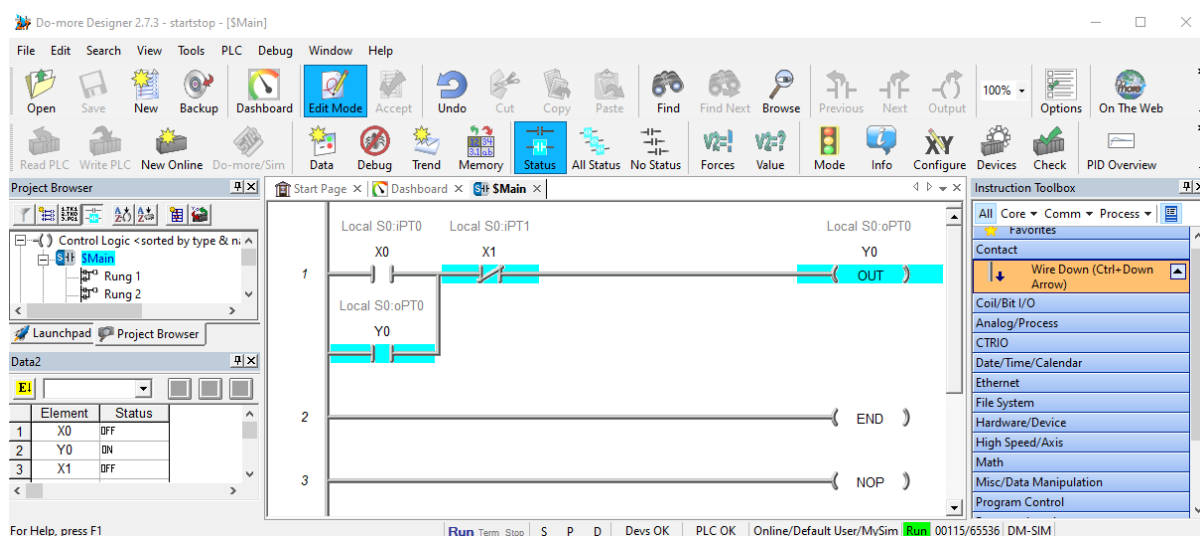 Do-more Designer 2.7.3 - startstop - [$Main]
File Edit Search View Tools PLC Debug Window Help
Open Save New Backup Dashboard Edit Mode Accept Undo Cut Copy Paste Find Find Next Browse Previous Next Output 100% Options On The Web
Read PLC Write PLC New Online Do-more/Sim Data Debug Trend Memory Status All Status No Status Forces Value Mode Info Configure Devices Check PID Overview
Project Browser
Control Logic <sorted by type & n
$Main
Rung 1
Rung 2
Launchpad Project Browser
Data2
Element Status
1 X0 OFF
2 Y0 ON
3 X1 OFF
Start Page Dashboard $Main
Local S0:iPT0 Local S0:iPT1 Local S0:oPT0
X0 X1 Y0
1 OUT
Local S0:oPT0
Y0
2 END
3 NOP
Instruction Toolbox
All Core Comm Process
Favorites
Contact
Wire Down (Ctrl+Down
Arrow)
Coil/Bit I/O
Analog/Process
CTRIO
Date/Time/Calendar
Ethernet
File System
Hardware/Device
High Speed/Axis
Math
Misc/Data Manipulation
Program Control
For Help, press F1 Run Term Stop S P D Devs OK PLC OK Online/Default User/MySim Run 00115/65536 DM-SIM